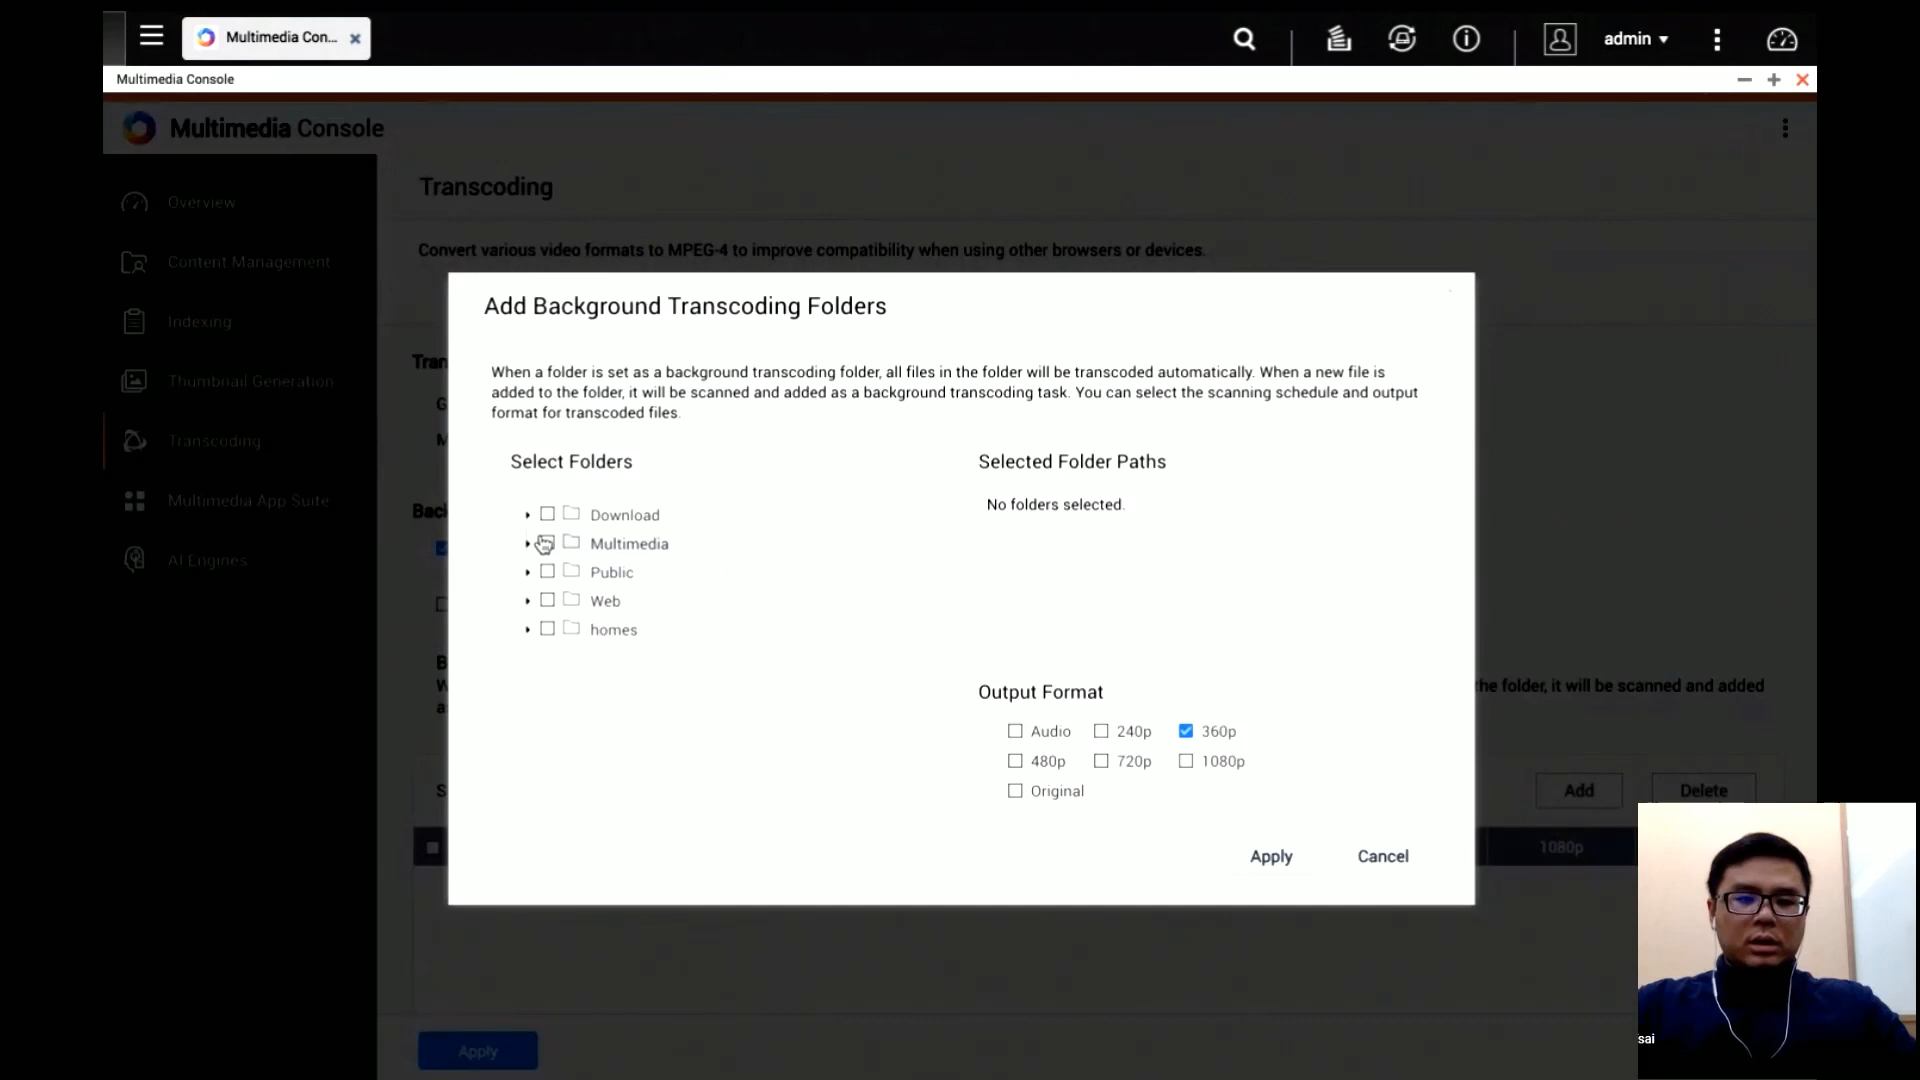 Multimedia Con...
admin
Multimedia Console
Multimedia Console
Overview
Content Management
Indexing
Thumbnail Generation
Transcoding
Multimedia App Suite
AI Engines
Transcoding
Convert various video formats to MPEG-4 to improve compatibility when using other browsers or devices.
Add Background Transcoding Folders
When a folder is set as a background transcoding folder, all files in the folder will be transcoded automatically. When a new file is
added to the folder, it will be scanned and added as a background transcoding task. You can select the scanning schedule and output
format for transcoded files.
Select Folders
Download
Multimedia
Public
Web
homes
Selected Folder Paths
No folders selected.
Output Format
Audio 240p 360p
480p 720p 1080p
Original
Apply Cancel
the folder, it will be scanned and added
Add Delete
1080p
Apply
sai